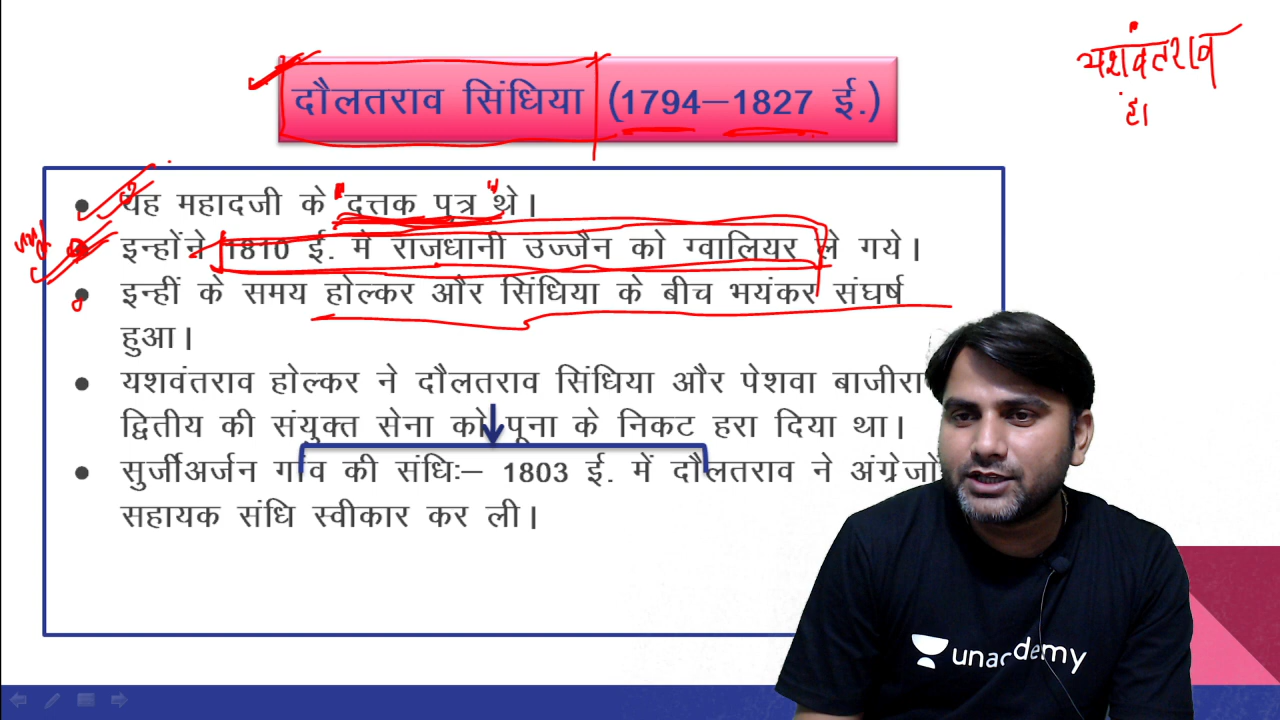 यशवंतराव
दौलतराव सिंधिया (1794–1827 ई.)
हो
• यह महादजी के दत्तक पुत्र थे।
• इन्होंने 1810 ई. में राजधानी उज्जैन को ग्वालियर ले गये।
• इन्हीं के समय होल्कर और सिंधिया के बीच भयंकर संघर्ष
हुआ।
• यशवंतराव होल्कर ने दौलतराव सिंधिया और पेशवा
द्वितीय की संयुक्त सेना को पूना के निकट हरा दिया था।
• सुर्जीअर्जन गांव की संधिः– 1803 ई. में दौलतराव ने
सहायक संधि स्वीकार कर ली।
unacademy